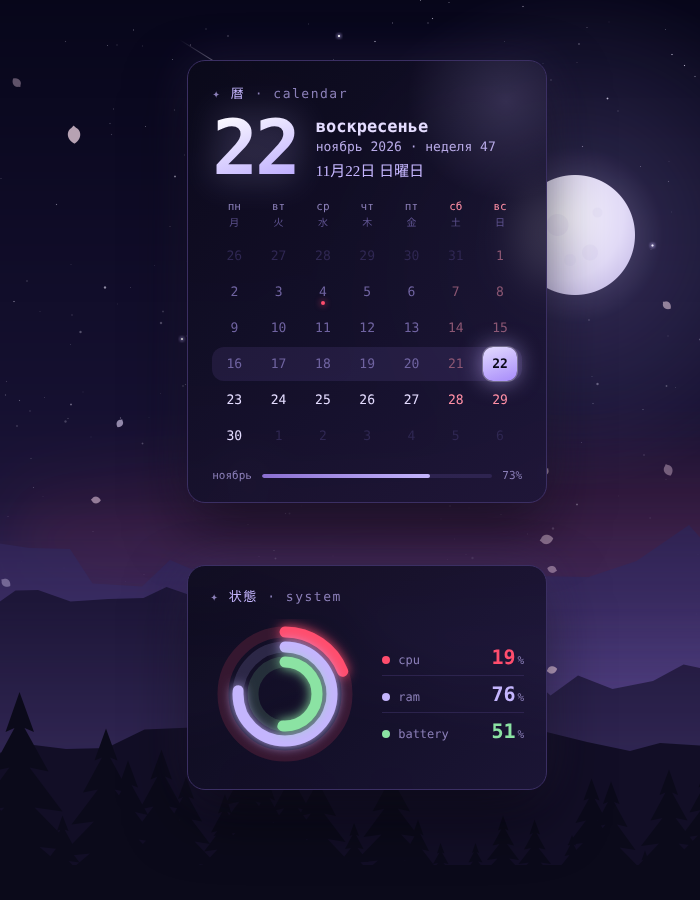 ✦ 暦 · calendar
22
воскресенье
ноябрь 2026 · неделя 47
11月22日 日曜日
пн вт ср чт пт сб вс
月 火 水 木 金 土 日
26 27 28 29 30 31 1
2 3 4 5 6 7 8
9 10 11 12 13 14 15
16 17 18 19 20 21 22
23 24 25 26 27 28 29
30 1 2 3 4 5 6
ноябрь 73%
✦ 状態 · system
cpu 19%
ram 76%
battery 51%